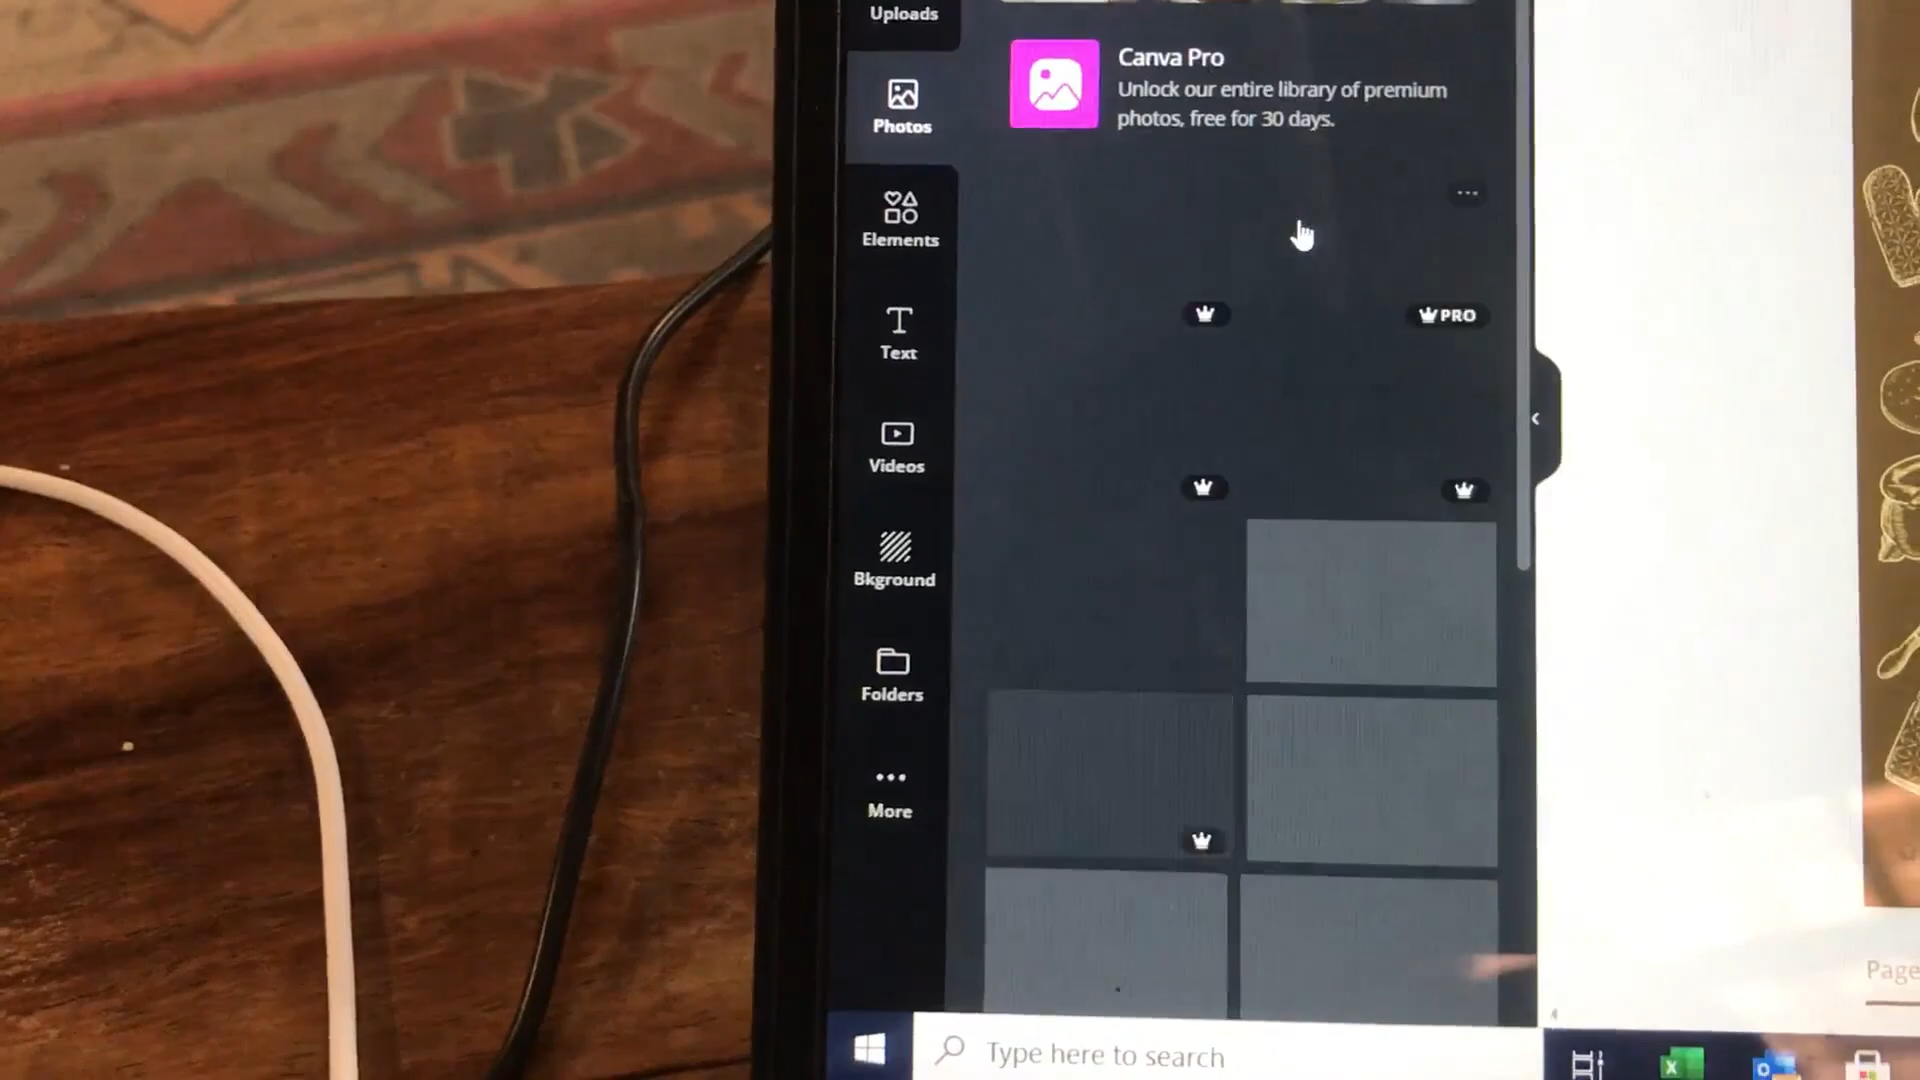 Uploads
Photos
Elements
Text
Videos
Bkground
Folders
More
Canva Pro
Unlock our entire library of premium
photos, free for 30 days.
PRO
Page
Type here to search